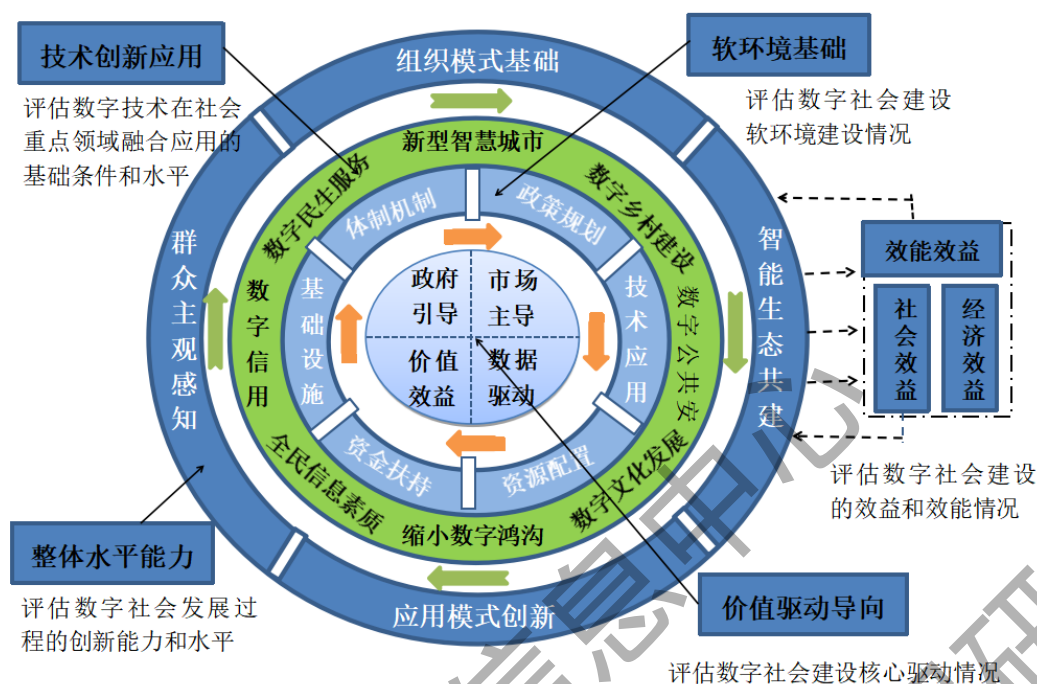 技术创新应用
评估数字技术在社会
重点领域融合应用的
基础条件和水平
组织模式基础
软环境基础
评估数字社会建设
软环境建设情况
新型智慧城市
数字民生服务
数字乡村建设
体制机制
政策规划
群众主观感知
数字信用
基础设施
政府
引导
市场
主导
价值
效益
数据
驱动
技术应用
数字公共安
智能生态共建
效能效益
社会效益
经济效益
评估数字社会建设
的效益和效能情况
资金扶持
资源配置
全民信息素质
缩小数字鸿沟
数字文化发展
应用模式创新
整体水平能力
评估数字社会发展过
程的创新能力和水平
价值驱动导向
评估数字社会建设核心驱动情况
信息中心
研